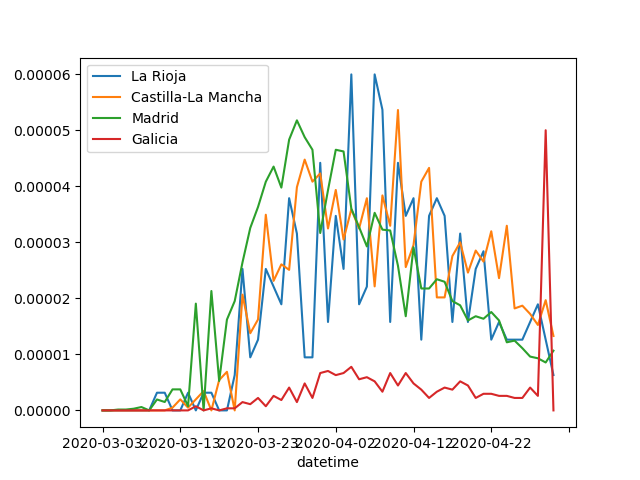 0.00006
0.00005
0.00004
0.00003
0.00002
0.00001
0.00000
La Rioja
Castilla-La Mancha
Madrid
Galicia
2020-03-03
2020-03-13
2020-03-23
2020-04-02
2020-04-12
2020-04-22
datetime